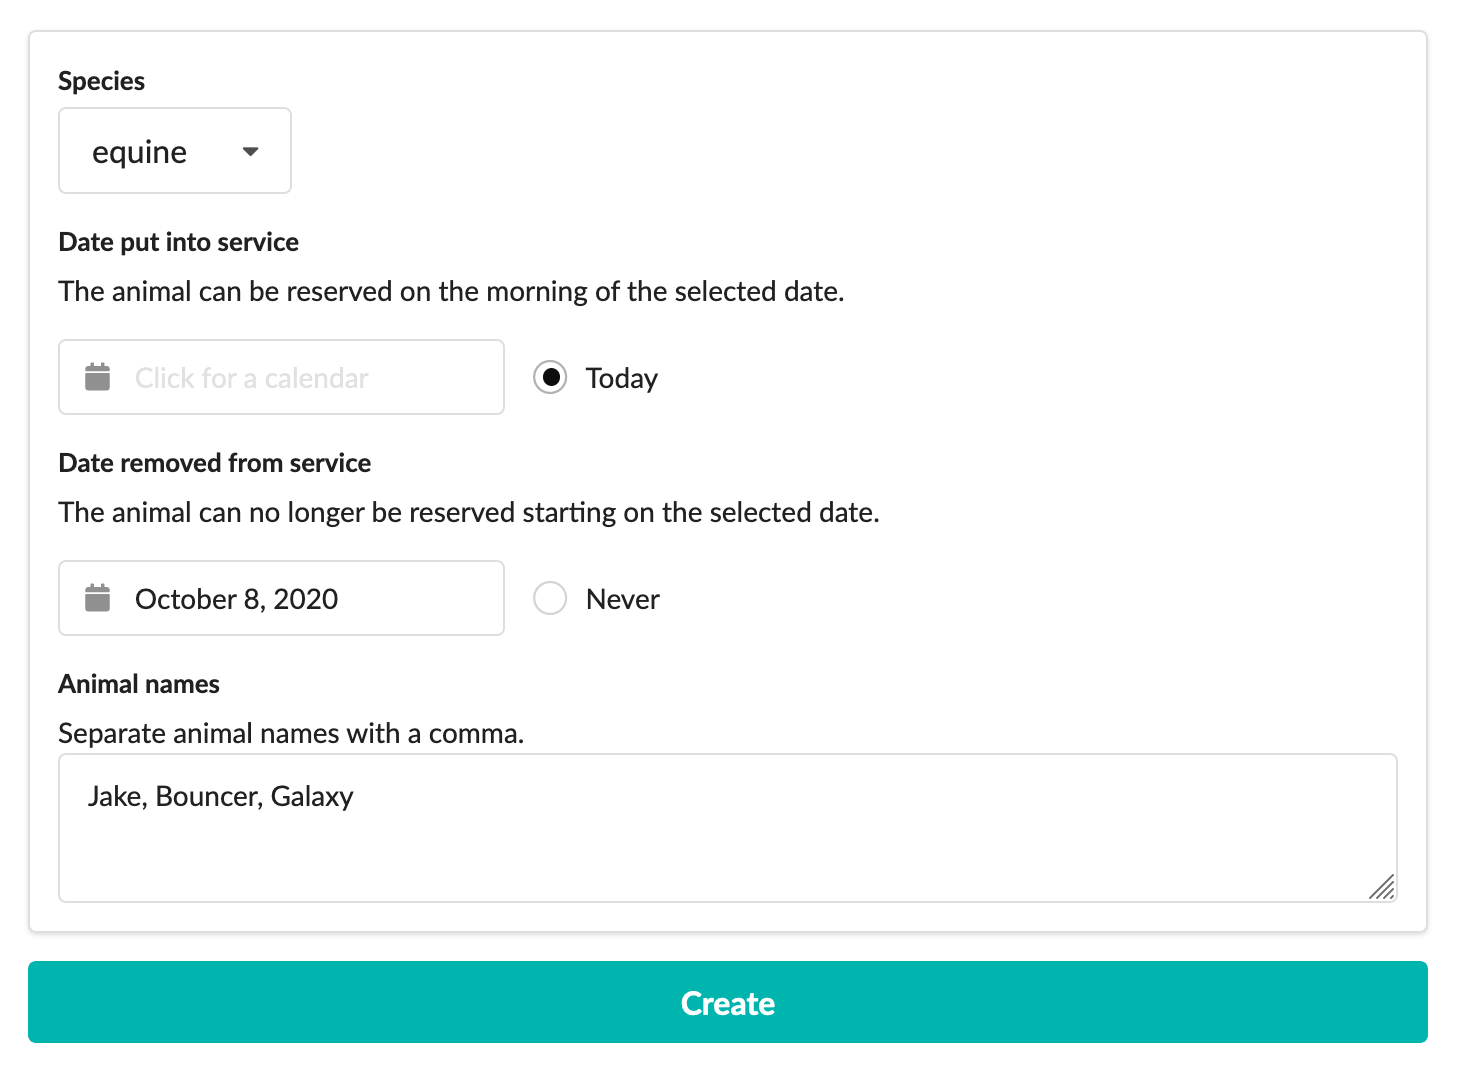 Species
equine
Date put into service
The animal can be reserved on the morning of the selected date.
Click for a calendar
Today
Date removed from service
The animal can no longer be reserved starting on the selected date.
October 8, 2020
Never
Animal names
Separate animal names with a comma.
Jake, Bouncer, Galaxy
Create